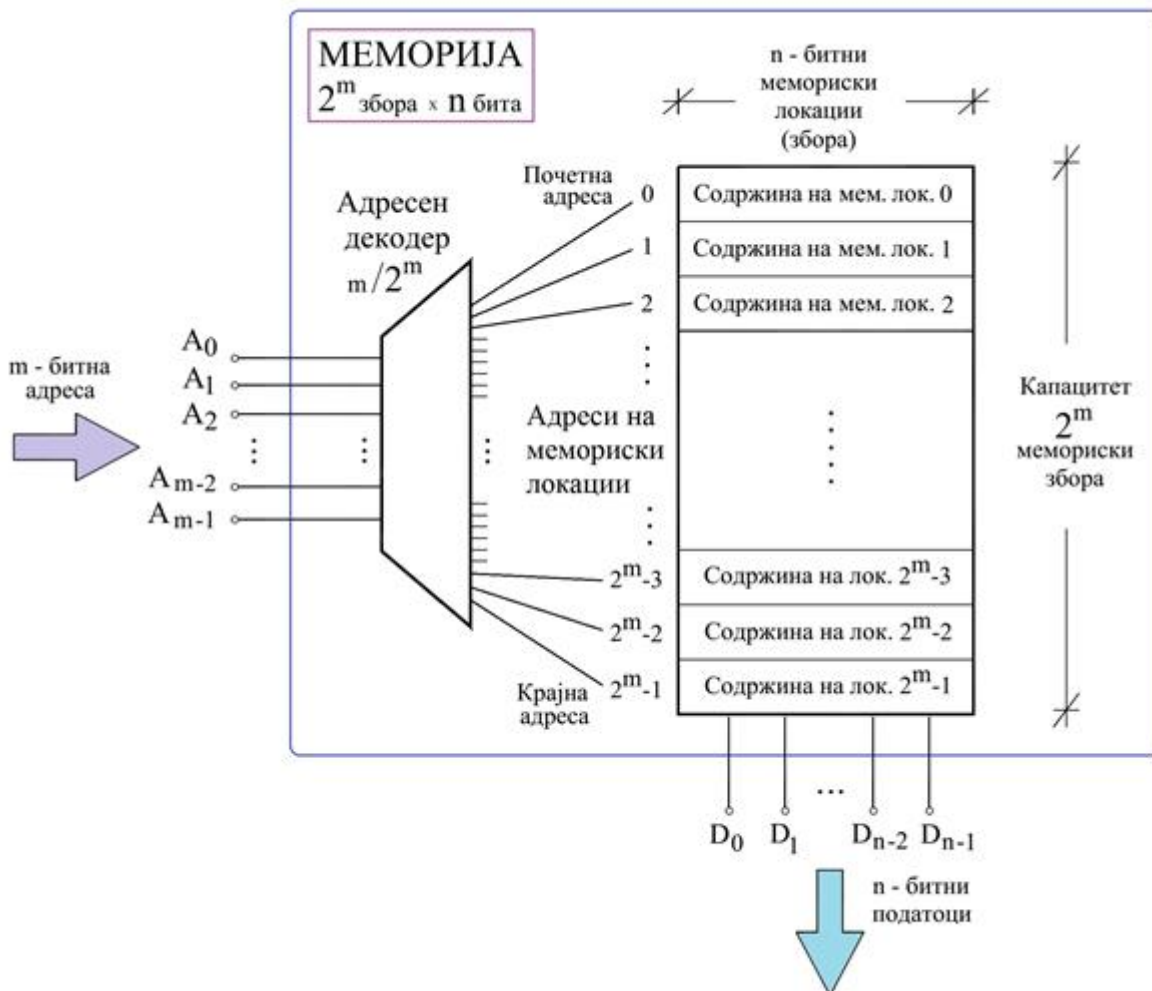 МЕМОРИЈА
2^m збора x n бита
n - битни
мемориски
локации
(збора)
Адресен
декодер
m/2^m
Почетна
адреса
0
1
2
Содржина на мем. лок. 0
Содржина на мем. лок. 1
Содржина на мем. лок. 2
m - битна
адреса
A0
A1
A2
Am-2
Am-1
Адреси на
мемориски
локации
Капацитет
2^m
мемориски
збора
2^m-3
2^m-2
2^m-1
Крајна
адреса
Содржина на лок. 2^m-3
Содржина на лок. 2^m-2
Содржина на лок. 2^m-1
D0 D1 ... Dn-2 Dn-1
n - битни
податоци